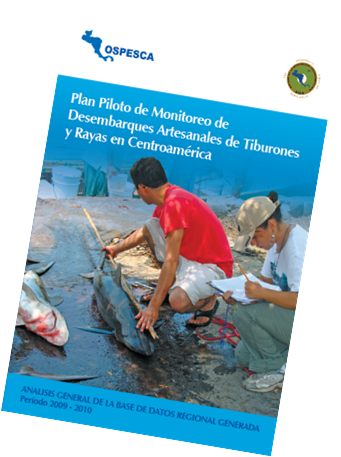 OSPESCA
Plan Piloto de Monitoreo de
Desembarques Artesanales de Tiburones
y Rayas en Centroamérica
ANALISIS GENERAL DE LA BASE DE DATOS REGIONAL GENERADA
Período 2009 - 2010